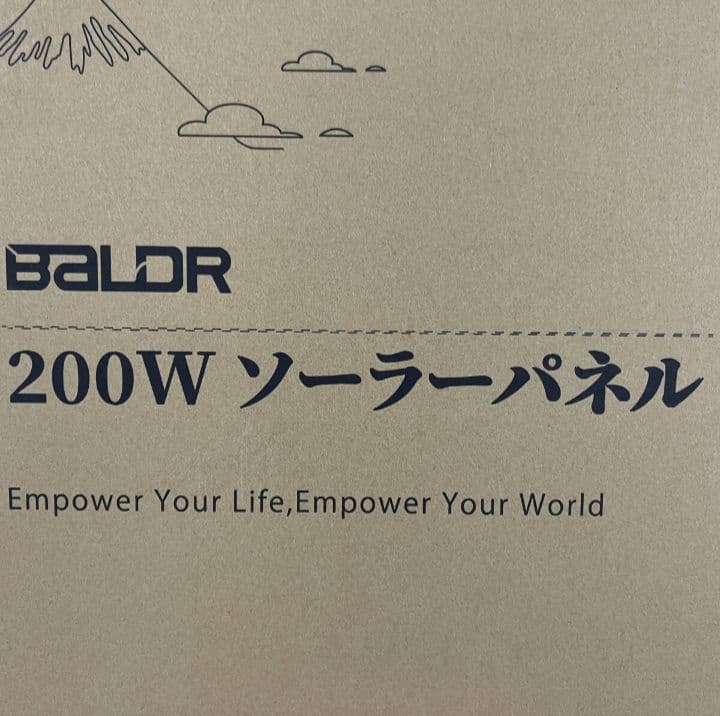 BaLDR
200W ソーラーパネル
Empower Your Life,Empower Your World